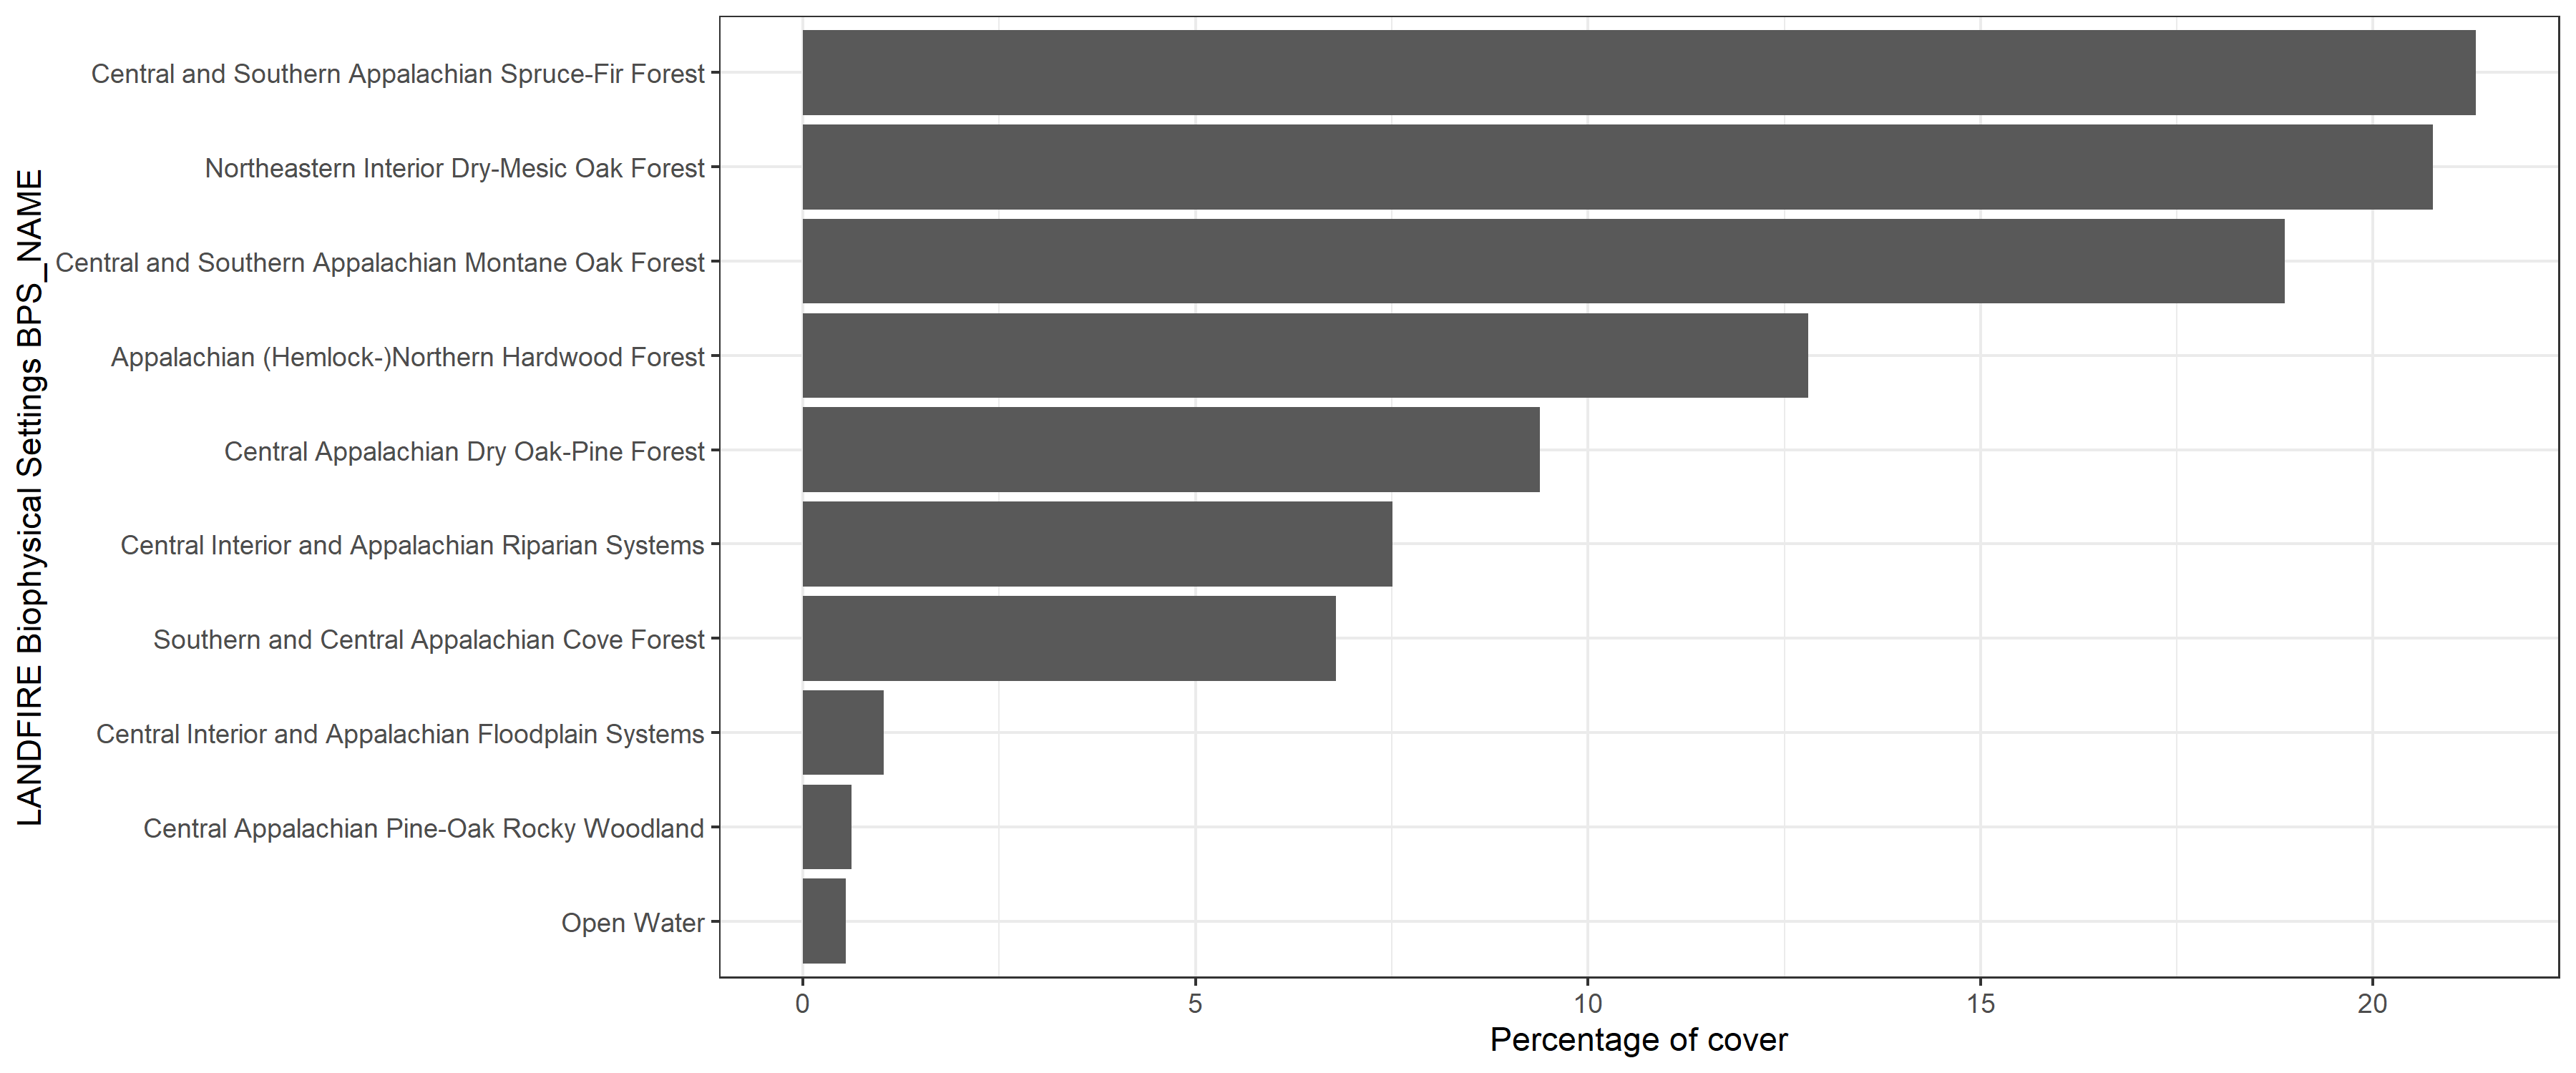 LANDFIRE Biophysical Settings BPS_NAME
Central and Southern Appalachian Spruce-Fir Forest
Northeastern Interior Dry-Mesic Oak Forest
Central and Southern Appalachian Montane Oak Forest
Appalachian (Hemlock-)Northern Hardwood Forest
Central Appalachian Dry Oak-Pine Forest
Central Interior and Appalachian Riparian Systems
Southern and Central Appalachian Cove Forest
Central Interior and Appalachian Floodplain Systems
Central Appalachian Pine-Oak Rocky Woodland
Open Water
0 5 10 15 20
Percentage of cover